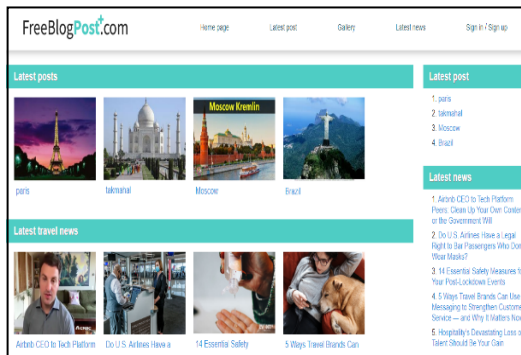 FreeBlogPost.com
Home page
Latest post
Gallery
Latest news
Sign in / Sign up
Latest posts
Moscow Kremlin
paris
takmahal
Moscow
Brazil
Latest travel news
Airbnb CEO to Tech Platform
Do U.S. Airlines Have a
14 Essential Safety
5 Ways Travel Brands Can
Latest post
1. paris
2. takmahal
3. Moscow
4. Brazil
Latest news
1. Airbnb CEO to Tech Platform
Peers: Clean Up Your Own Conten
or the Government Will
2. Do U.S. Airlines Have a Legal
Right to Bar Passengers Who Don
Wear Masks?
3. 14 Essential Safety Measures fo
Your Post-Lockdown Events
4. 5 Ways Travel Brands Can Use
Messaging to Strengthen Custome
Service — and Why It Matters Now
5. Hospitality's Devastating Loss o
Talent Should Be Your Gain